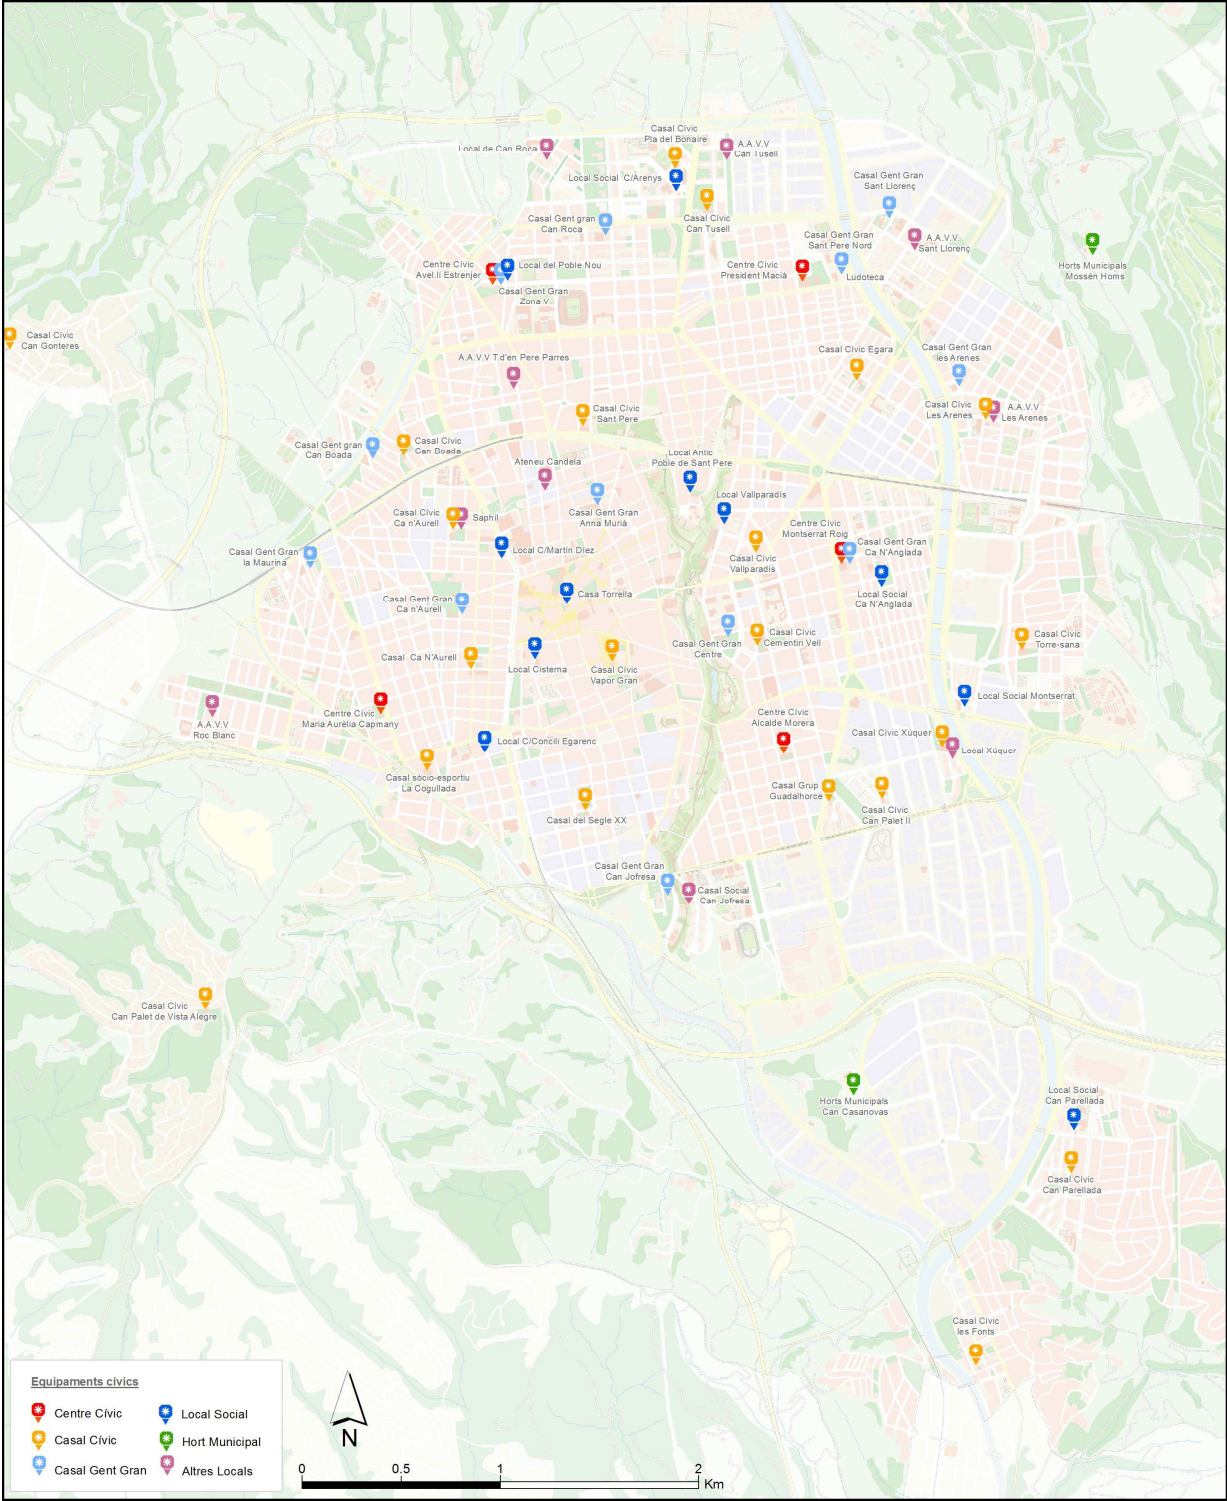 Casal Cívic
Pla del Bonaire
Local de Can Roca
A.A.V.V
Can Tusell
Local Social C/Arenys
Casal Gent Gran
Sant Llorenç
Casal Gent gran
Can Roca
Casal Cívic
Can Tusell
Casal Gent Gran
Sant Pere Nord
A.A.V.V.
Sant Llorenç
Centre Cívic
Avel.lí Estrenjer
Local del Poble Nou
Casal Gent Gran
Zona V
Centre Cívic
President Macià
Ludoteca
Horts Municipals
Mossèn Homs
Casal Cívic
Can Gonteres
A.A.V.V T.d'en Pere Parres
Casal Cívic Egara
Casal Gent Gran
les Arenes
Casal Cívic
Sant Pere
Casal Cívic
Les Arenes
A.A.V.V
Les Arenes
Casal Gent gran
Can Boada
Casal Cívic
Can Boada
Ateneu Candela
Local Antic
Poble de Sant Pere
Casal Cívic
Ca n'Aurell
Saphil
Casal Gent Gran
Anna Murià
Local Vallparadís
Centre Cívic
Montserrat Roig
Casal Gent Gran
Ca N'Anglada
Casal Gent Gran
la Maurina
Local C/Martín Díez
Casal Cívic
Vallparadís
Local Social
Ca N'Anglada
Casal Gent Gran
Ca n'Aurell
Casa Torrella
Casal Ca N'Aurell
Local Cisterna
Casal Cívic
Vapor Gran
Casal Gent Gran
Centre
Casal Cívic
Cementiri Vell
Casal Cívic
Torre-sana
A.A.V.V
Roc Blanc
Centre Cívic
Maria Aurèlia Capmany
Local Social Montserrat
Centre Cívic
Alcalde Morera
Casal Cívic Xúquer
Local Xúquer
Local C/Concili Egarenc
Casal sòcio-esportiu
La Cogullada
Casal Grup
Guadalhorce
Casal Cívic
Can Palet II
Casal del Segle XX
Casal Gent Gran
Can Jofresa
Casal Social
Can Jofresa
Casal Cívic
Can Palet de Vista Alegre
Horts Municipals
Can Casanovas
Local Social
Can Parellada
Casal Cívic
Can Parellada
Casal Cívic
les Fonts
Equipaments cívics
Centre Cívic
Local Social
Casal Cívic
Hort Municipal
Casal Gent Gran
Altres Locals
N
0 0.5 1 2
Km